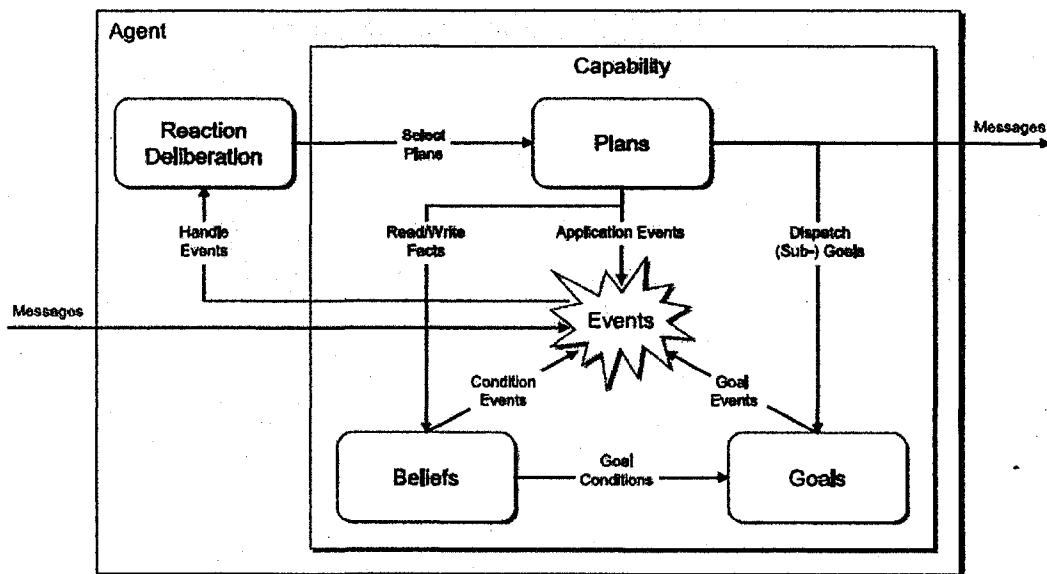 Agent
Capability
Reaction
Deliberation
Select
Plans
Plans
Messages
Handle
Events
Read/Write
Facts
Application Events
Dispatch
(Sub-) Goals
Messages
Events
Condition
Events
Goal
Events
Beliefs
Goal
Conditions
Goals